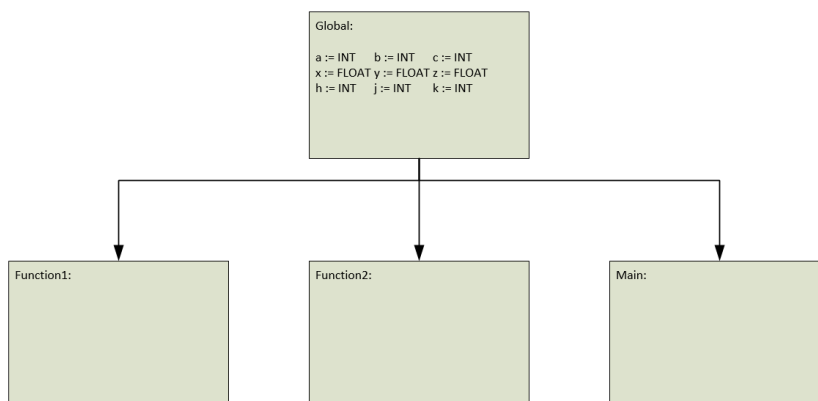 Global:
a := INT b := INT c := INT
x := FLOAT y := FLOAT z := FLOAT
h := INT j := INT k := INT
Function1:
Function2:
Main: